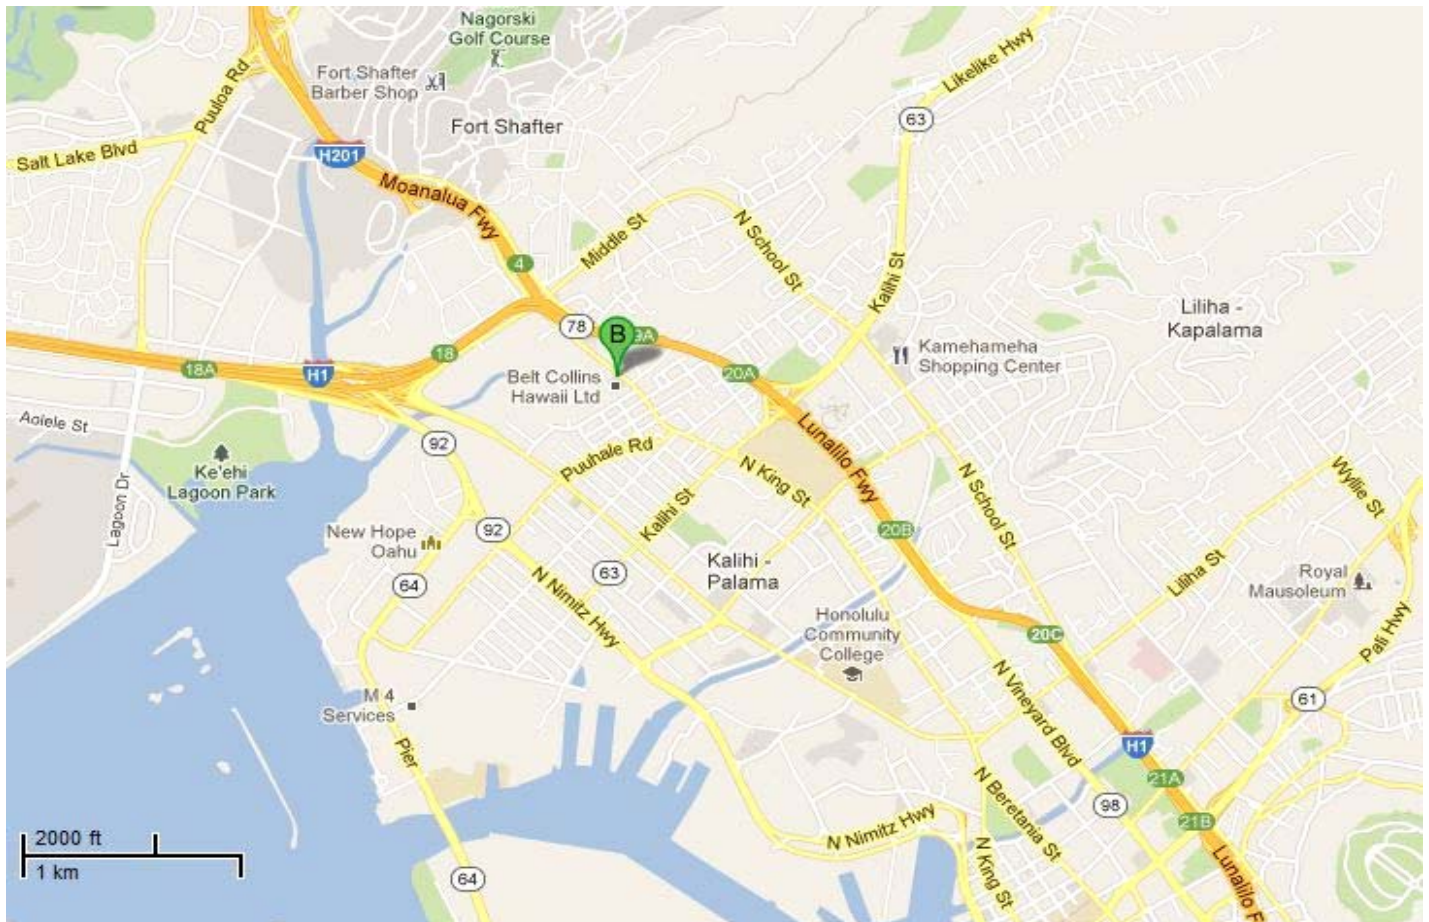 Nagorski
Golf Course
Fort Shafter
Barber Shop
Fort Shafter
Likelike Hwy
Puuloa Rd
63
Salt Lake Blvd
H201
Moanalua Fwy
Middle St
N School St
Kalihi St
4
Liliha -
Kapalama
78
B
9A
Kamehameha
Shopping Center
18
18A
H1
20A
Belt Collins
Hawaii Ltd
Aolele St
Lunalilo Fwy
92
Puuhale Rd
Ke'ehi
Lagoon Park
N King St
Wyllie St
Lagoon Dr
Kalihi St
N School St
New Hope
Oahu
92
20B
Kalihi -
Palama
63
64
Liliha St
Royal
Mausoleum
N Nimitz Hwy
Honolulu
Community
College
20C
Pali Hwy
M 4
Services
N Vineyard Blvd
61
Pier
H1
21A
98
21B
N Beretania St
N Nimitz Hwy
2000 ft
1 km
64
N King St
Lunalilo F